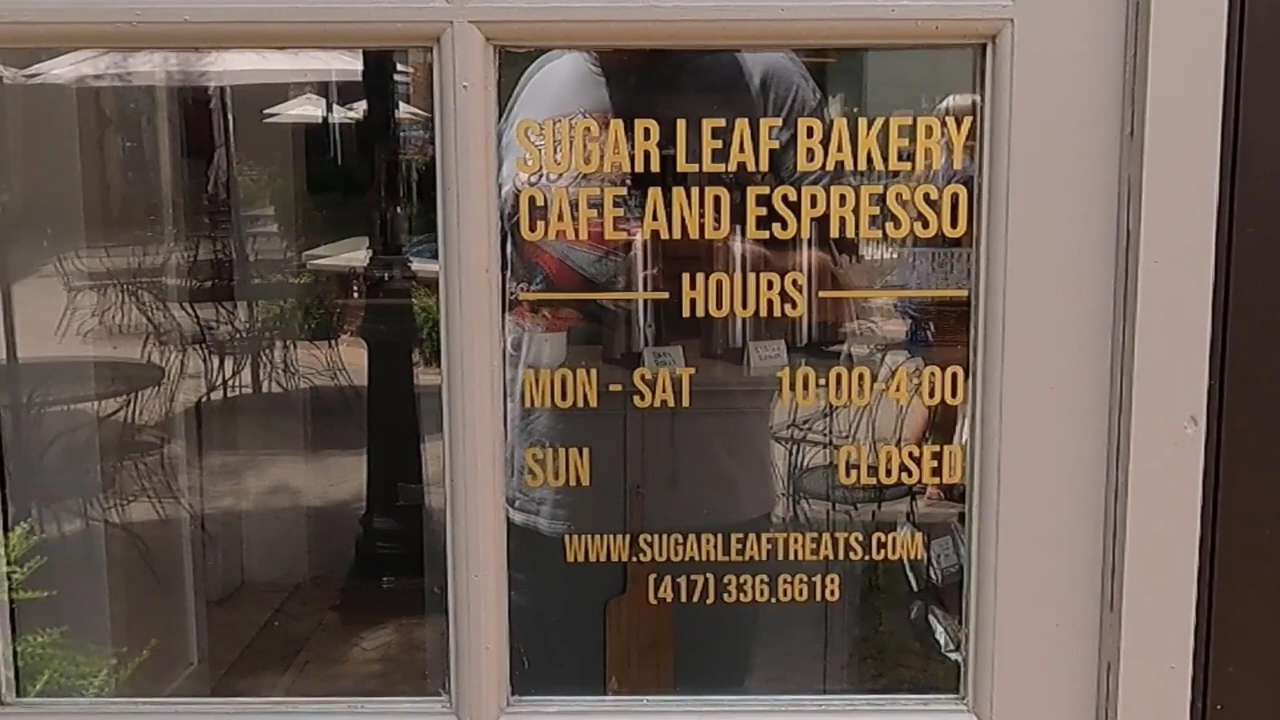 SUGAR LEAF BAKERY
CAFE AND ESPRESSO
HOURS
MON - SAT 10:00-4:00
SUN CLOSED
WWW.SUGARLEAFTREATS.COM
(417) 336.6618